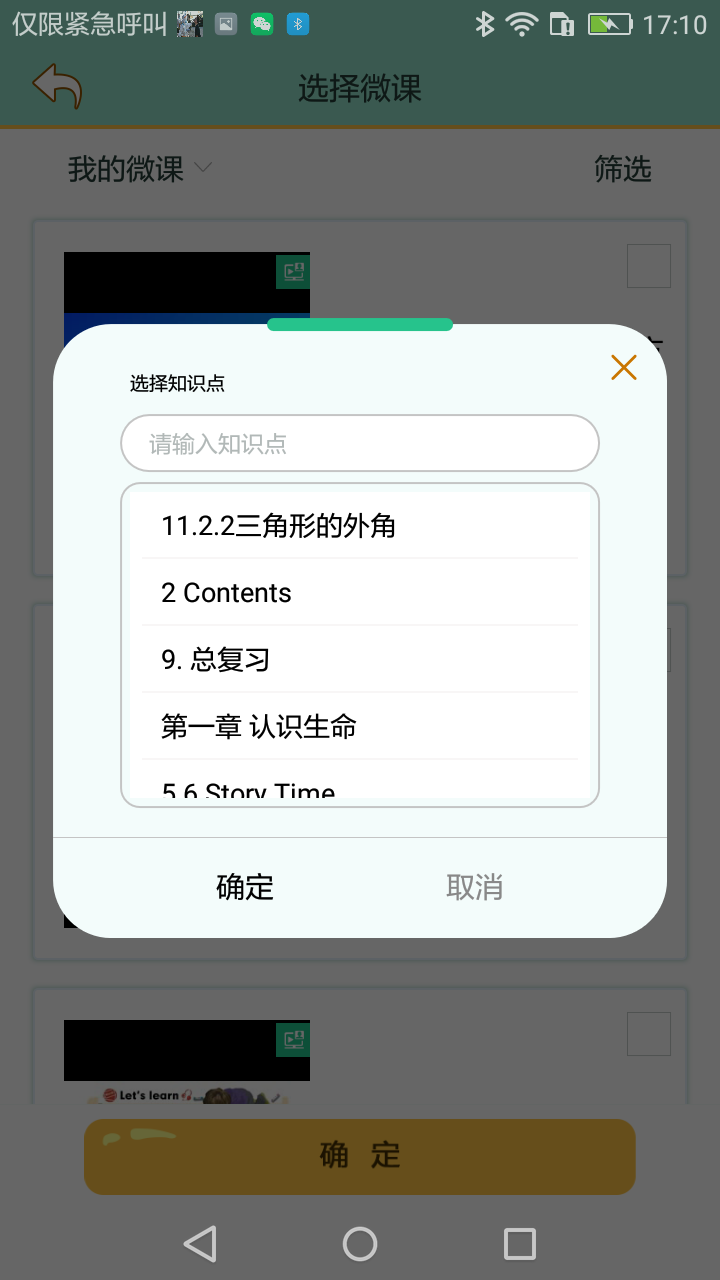 仅限紧急呼叫
17:10
选择微课
我的微课
筛选
选择知识点
请输入知识点
11.2.2三角形的外角
2 Contents
9. 总复习
第一章 认识生命
5.6 Story Time
确定
取消
Let's learn
确 定